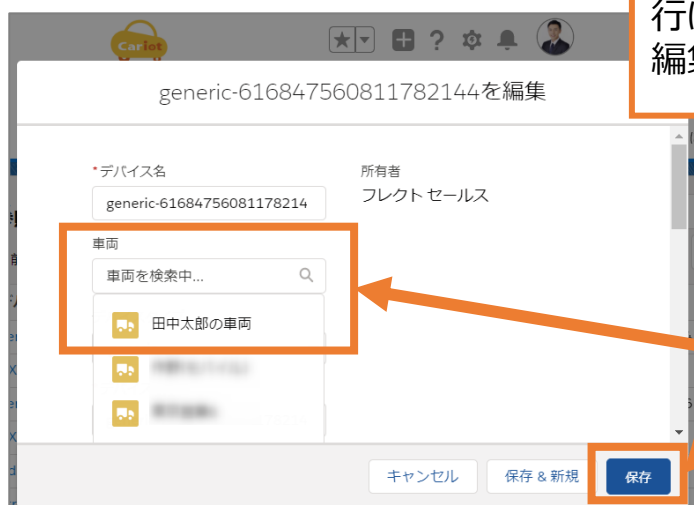 Cariot
行
編集
generic-616847560811782144を編集
*デバイス名
所有者
generic-61684756081178214
フレクト セールス
車両
車両を検索中...
田中太郎の車両
キャンセル
保存 & 新規
保存